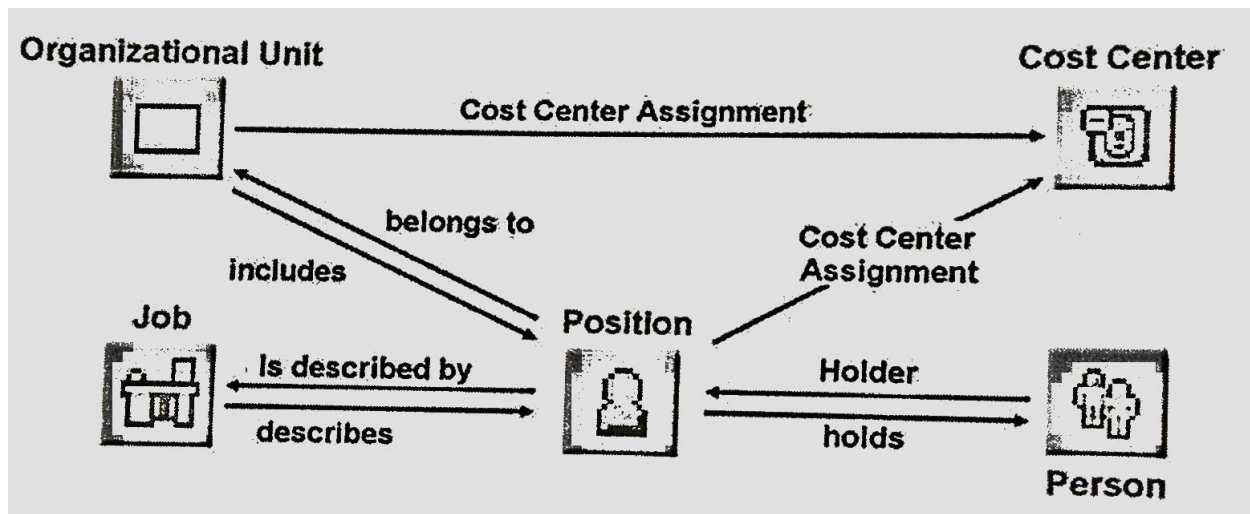 Organizational Unit
Cost Center
Cost Center Assignment
belongs to
includes
Cost Center
Assignment
Job
Position
Is described by
describes
Holder
holds
Person